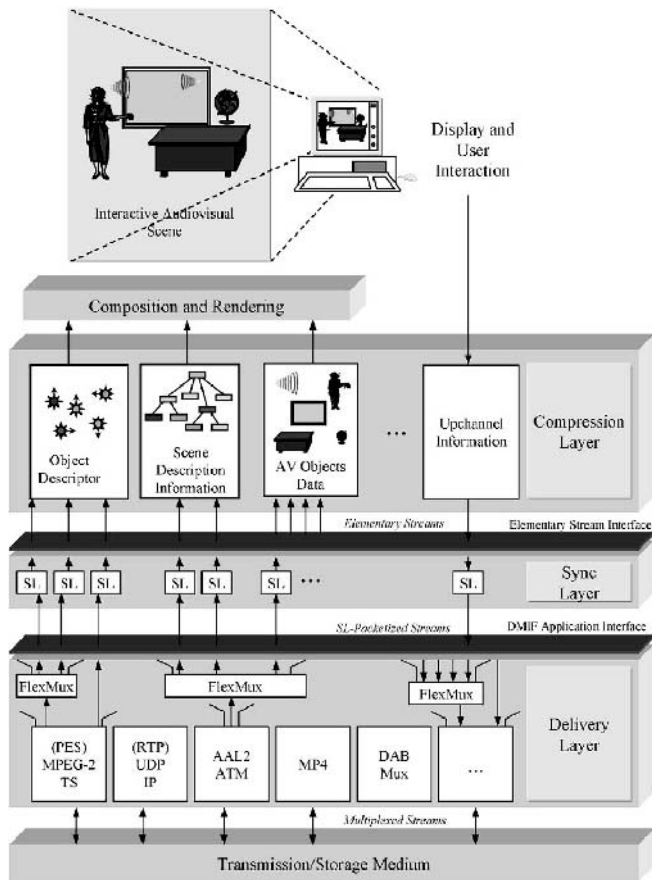 Display and
User
Interaction
Interactive Audiovisual
Scene
Composition and Rendering
Object
Descriptor
Scene
Description
Information
AV Objects
Data
...
Upchannel
Information
Compression
Layer
Elementary Streams
Elementary Stream Interface
SL
SL
SL
SL
SL
SL
...
SL
Sync
Layer
SL-Packetized Streams
DMIF Application Interface
FlexMux
FlexMux
FlexMux
(PES)
MPEG-2
TS
(RTP)
UDP
IP
AAL2
ATM
MP4
DAB
Mux
...
Delivery
Layer
Multiplexed Streams
Transmission/Storage Medium